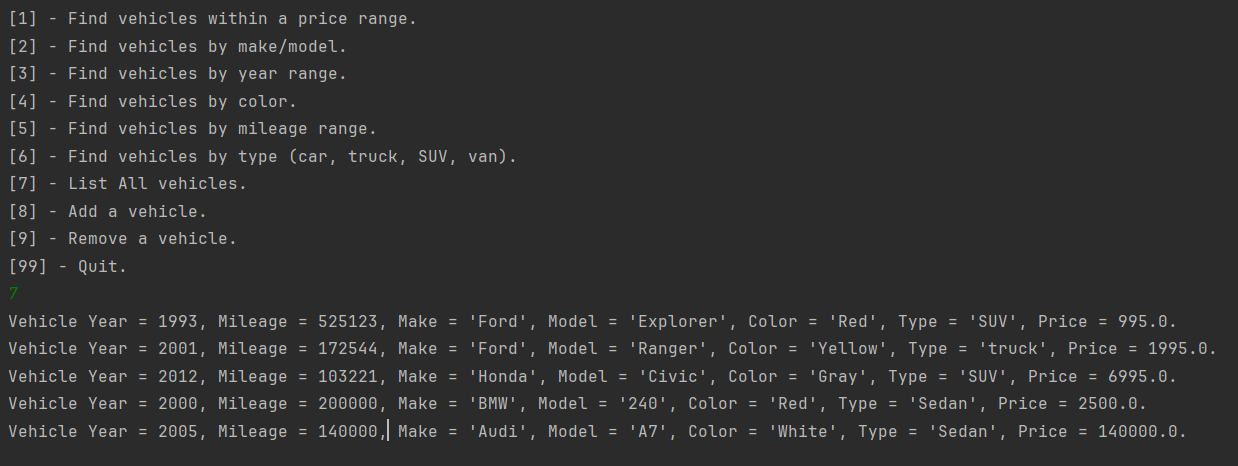 [1] - Find vehicles within a price range.
[2] - Find vehicles by make/model.
[3] - Find vehicles by year range.
[4] - Find vehicles by color.
[5] - Find vehicles by mileage range.
[6] - Find vehicles by type (car, truck, SUV, van).
[7] - List All vehicles.
[8] - Add a vehicle.
[9] - Remove a vehicle.
[99] - Quit.
7
Vehicle Year = 1993, Mileage = 525123, Make = 'Ford', Model = 'Explorer', Color = 'Red', Type = 'SUV', Price = 995.0.
Vehicle Year = 2001, Mileage = 172544, Make = 'Ford', Model = 'Ranger', Color = 'Yellow', Type = 'truck', Price = 1995.0.
Vehicle Year = 2012, Mileage = 103221, Make = 'Honda', Model = 'Civic', Color = 'Gray', Type = 'SUV', Price = 6995.0.
Vehicle Year = 2000, Mileage = 200000, Make = 'BMW', Model = '240', Color = 'Red', Type = 'Sedan', Price = 2500.0.
Vehicle Year = 2005, Mileage = 140000, Make = 'Audi', Model = 'A7', Color = 'White', Type = 'Sedan', Price = 140000.0.